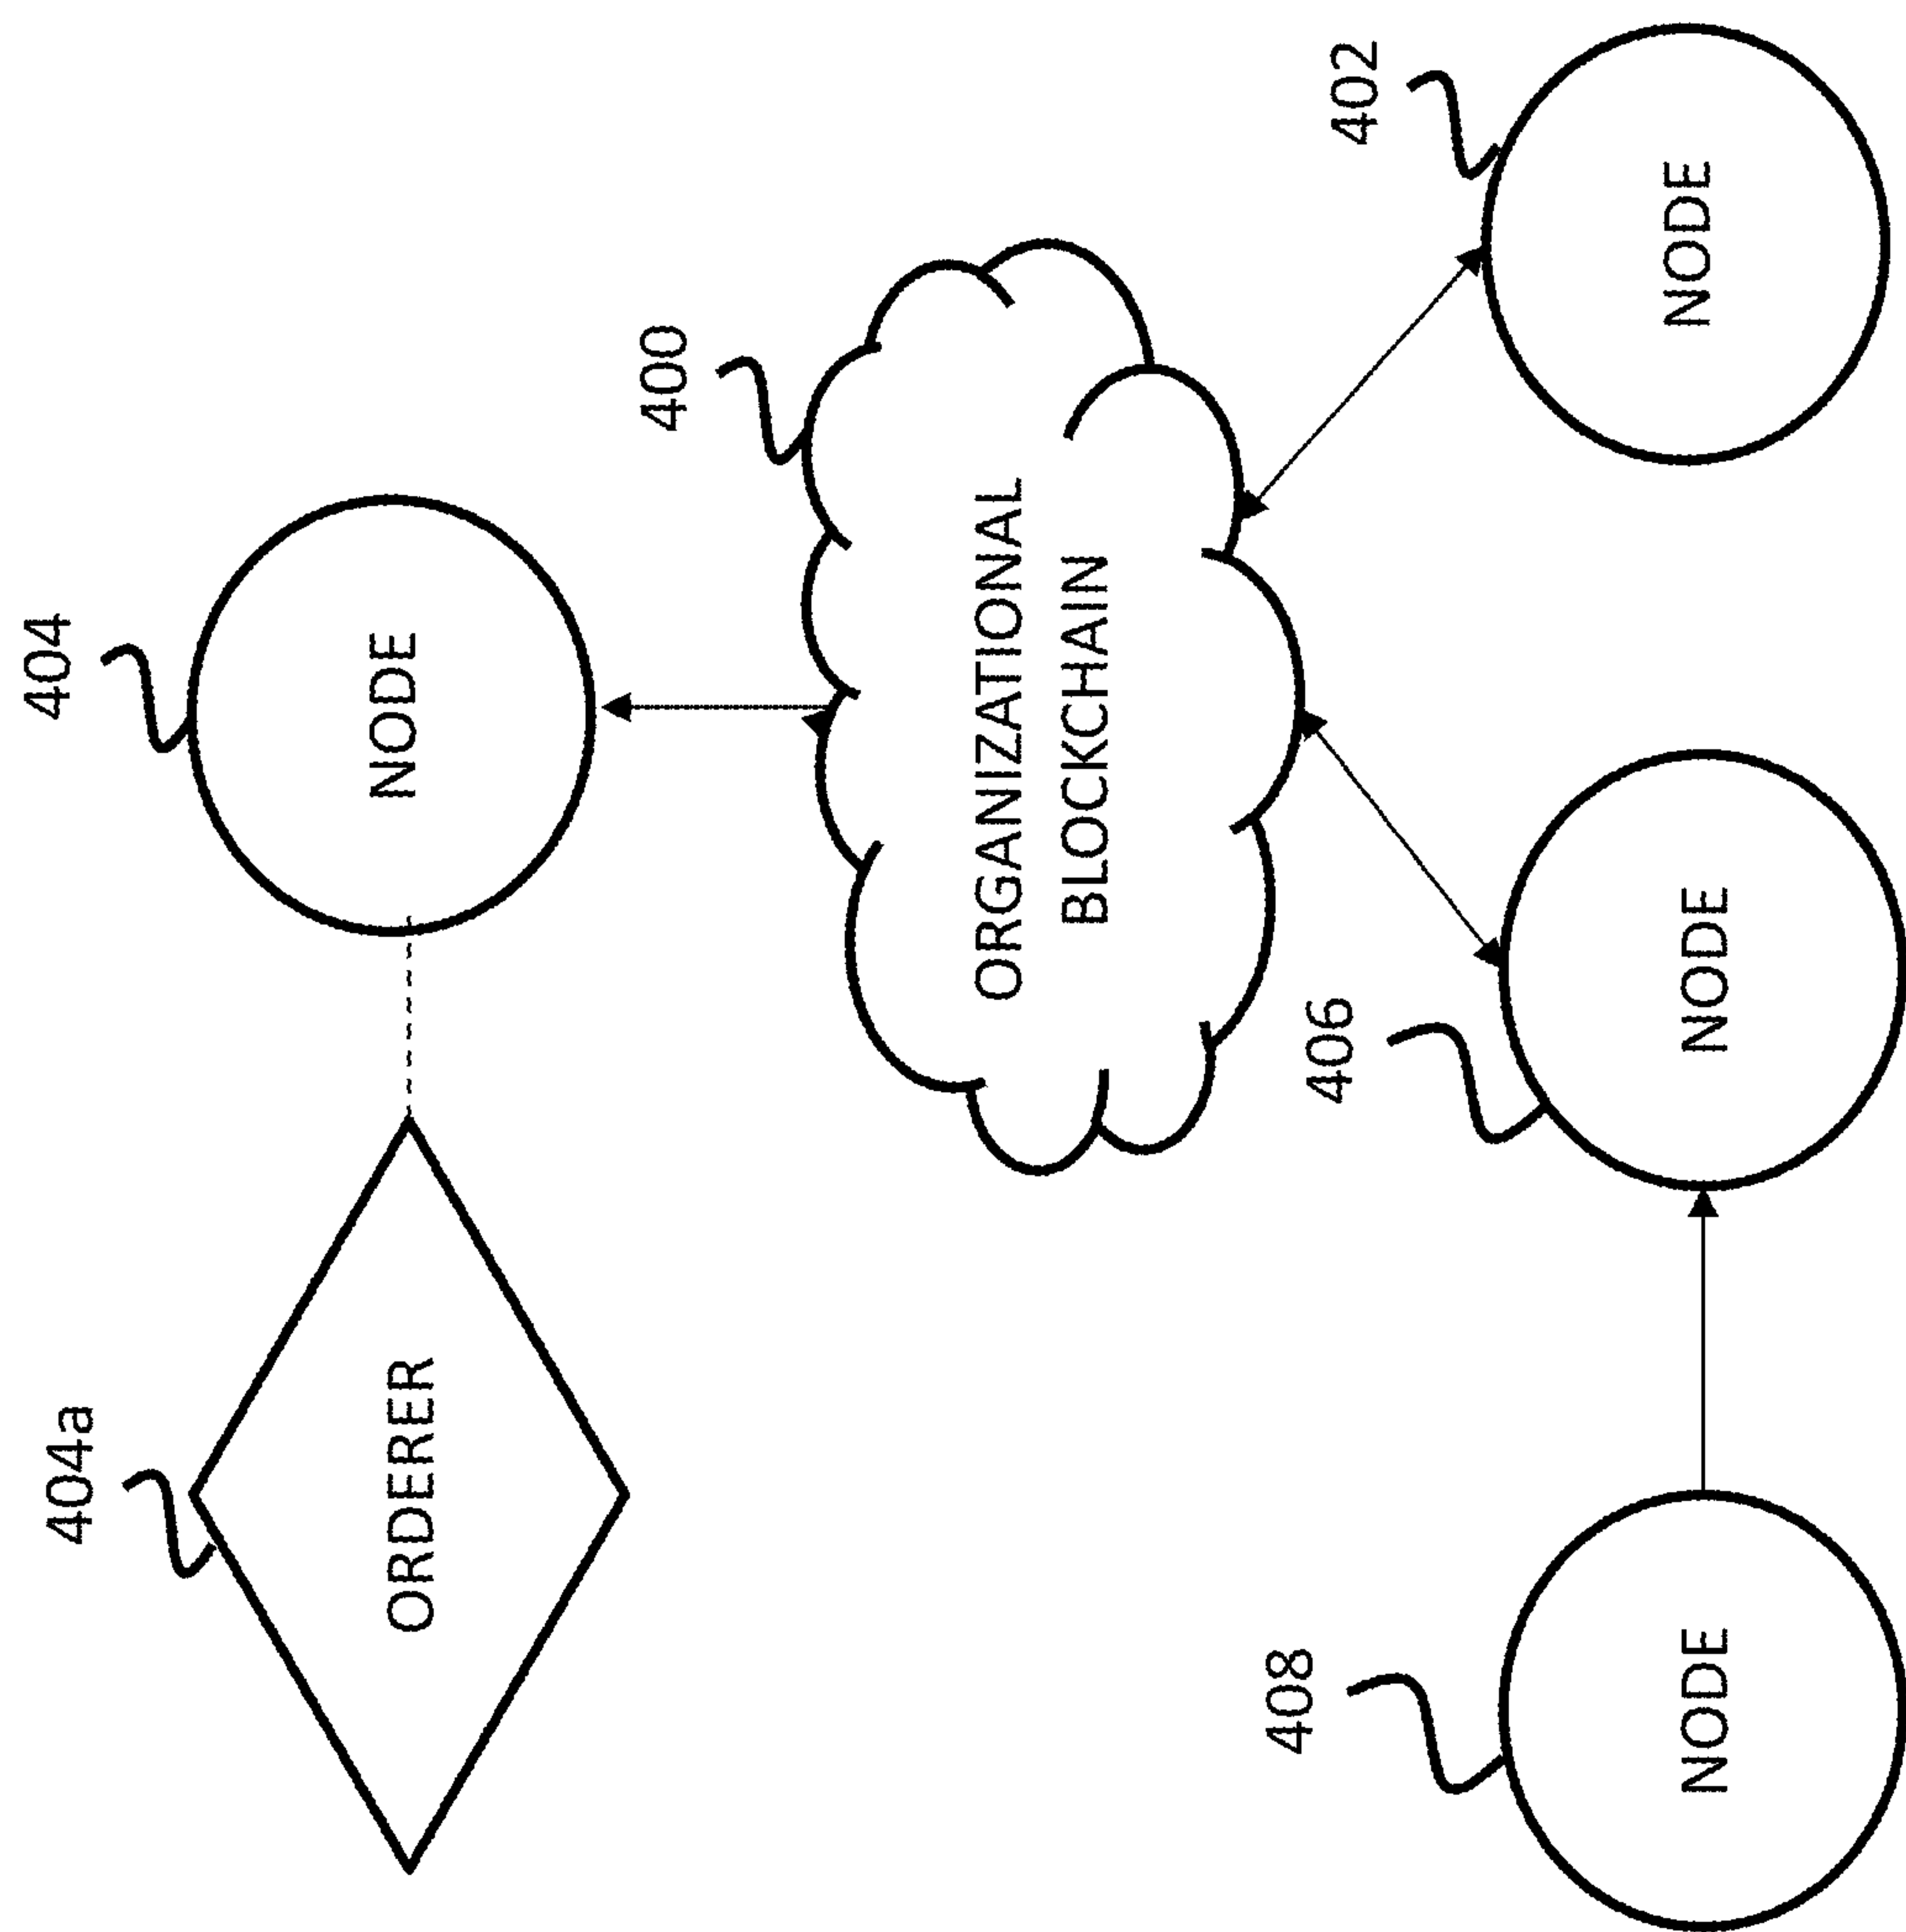 404a
ORDERER
404
NODE
400
ORGANIZATIONAL
BLOCKCHAIN
408
NODE
406
NODE
402
NODE